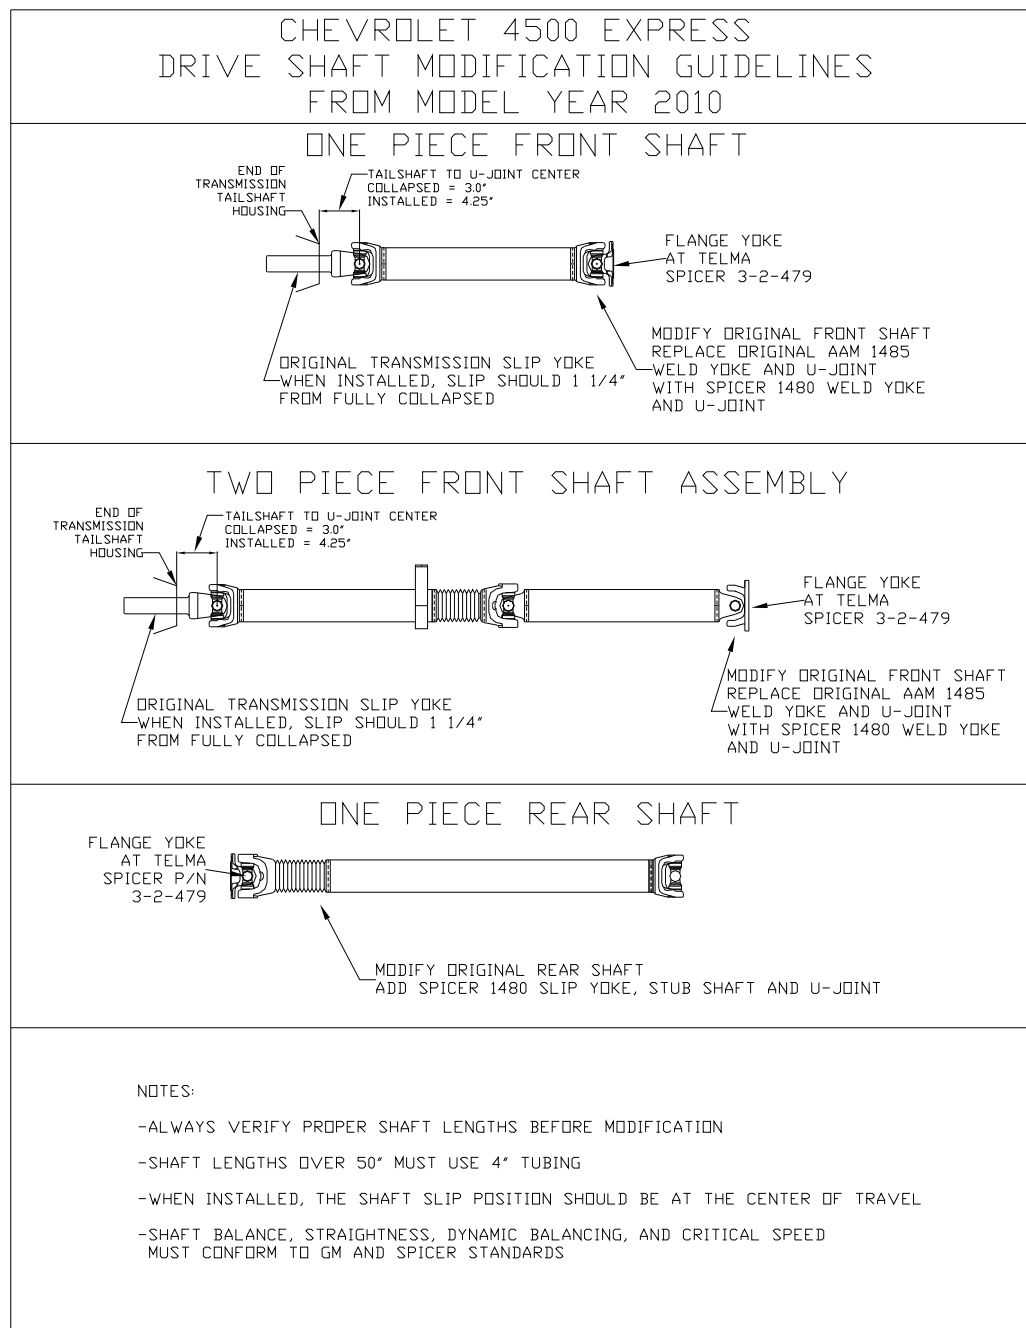 CHEVROLET 4500 EXPRESS
DRIVE SHAFT MODIFICATION GUIDELINES
FROM MODEL YEAR 2010
ONE PIECE FRONT SHAFT
END OF
TRANSMISSION
TAILSHAFT
HOUSING
TAILSHAFT TO U-JOINT CENTER
COLLAPSED = 3.0"
INSTALLED = 4.25"
FLANGE YOKE
AT TELMA
SPICER 3-2-479
ORIGINAL TRANSMISSION SLIP YOKE
WHEN INSTALLED, SLIP SHOULD 1 1/4"
FROM FULLY COLLAPSED
MODIFY ORIGINAL FRONT SHAFT
REPLACE ORIGINAL AAM 1485
WELD YOKE AND U-JOINT
WITH SPICER 1480 WELD YOKE
AND U-JOINT
TWO PIECE FRONT SHAFT ASSEMBLY
END OF
TRANSMISSION
TAILSHAFT
HOUSING
TAILSHAFT TO U-JOINT CENTER
COLLAPSED = 3.0"
INSTALLED = 4.25"
FLANGE YOKE
AT TELMA
SPICER 3-2-479
ORIGINAL TRANSMISSION SLIP YOKE
WHEN INSTALLED, SLIP SHOULD 1 1/4"
FROM FULLY COLLAPSED
MODIFY ORIGINAL FRONT SHAFT
REPLACE ORIGINAL AAM 1485
WELD YOKE AND U-JOINT
WITH SPICER 1480 WELD YOKE
AND U-JOINT
ONE PIECE REAR SHAFT
FLANGE YOKE
AT TELMA
SPICER P/N
3-2-479
MODIFY ORIGINAL REAR SHAFT
ADD SPICER 1480 SLIP YOKE, STUB SHAFT AND U-JOINT
NOTES:
-ALWAYS VERIFY PROPER SHAFT LENGTHS BEFORE MODIFICATION
-SHAFT LENGTHS OVER 50" MUST USE 4" TUBING
-WHEN INSTALLED, THE SHAFT SLIP POSITION SHOULD BE AT THE CENTER OF TRAVEL
-SHAFT BALANCE, STRAIGHTNESS, DYNAMIC BALANCING, AND CRITICAL SPEED
MUST CONFORM TO GM AND SPICER STANDARDS